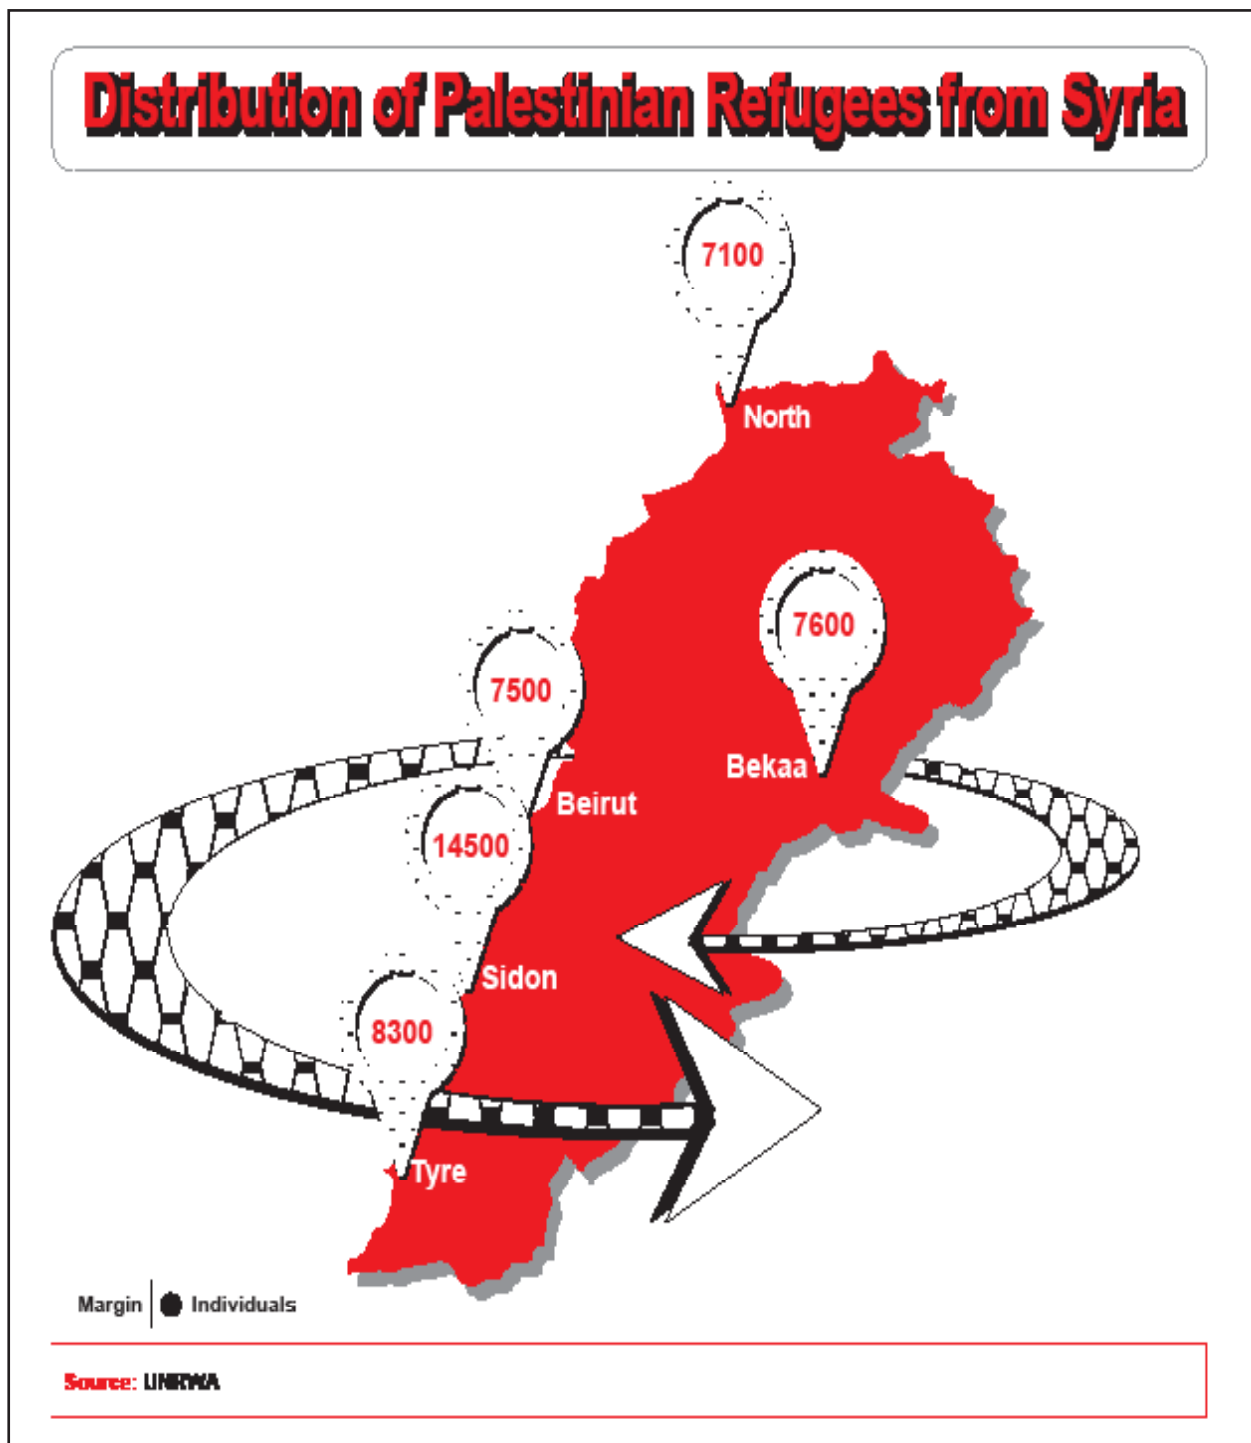 Distribution of Palestinian Refugees from Syria
7100
North
7600
7500
Bekaa
Beirut
14500
Sidon
8300
Tyre
Margin
Individuals
Source: UNRWA